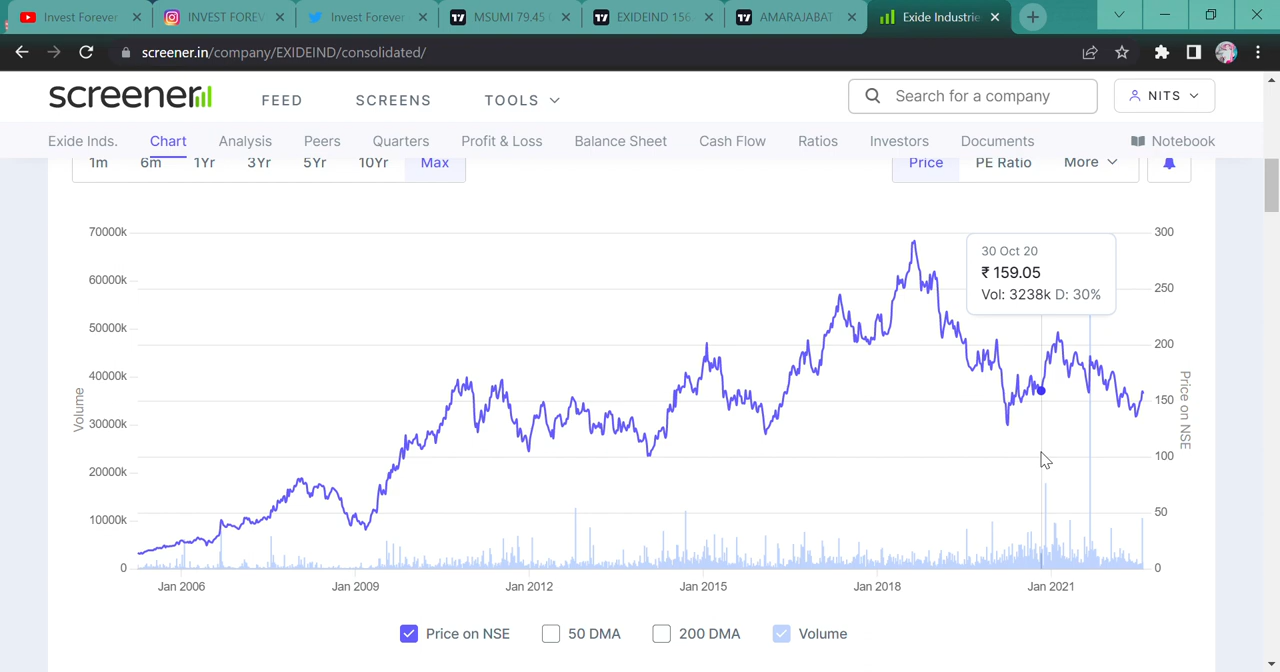 Invest Forever
INVEST FOREV
Invest Forever
MSUMI 79.45
EXIDEIND 156.
AMARAJABAT
Exide Industrie
screener.in/company/EXIDEIND/consolidated/
screener
FEED
SCREENS
TOOLS
Search for a company
NITS
Exide Inds.
Chart
Analysis
Peers
Quarters
Profit & Loss
Balance Sheet
Cash Flow
Ratios
Investors
Documents
Notebook
1m 6m 1Yr 3Yr 5Yr 10Yr Max
Price PE Ratio More
70000k
60000k
50000k
40000k
30000k
20000k
10000k
0
Volume
30 Oct 20
₹ 159.05
Vol: 3238k D: 30%
300
250
200
150
100
50
0
Price on NSE
Jan 2006 Jan 2009 Jan 2012 Jan 2015 Jan 2018 Jan 2021
Price on NSE 50 DMA 200 DMA Volume